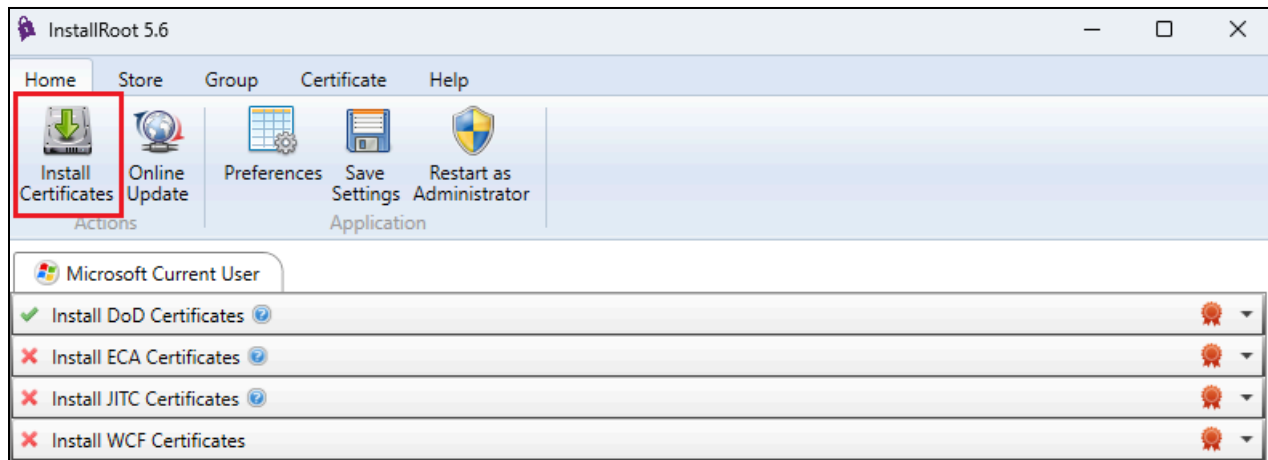 InstallRoot 5.6
Home Store Group Certificate Help
Install Certificates
Online Update
Preferences
Save Settings
Restart as Administrator
Actions
Application
Microsoft Current User
Install DoD Certificates
Install ECA Certificates
Install JITC Certificates
Install WCF Certificates